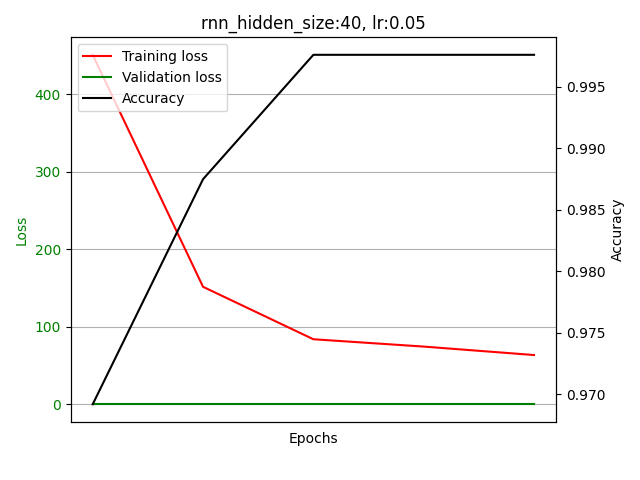 rnn_hidden_size:40, lr:0.05
Training loss
Validation loss
Accuracy
400
300
200
100
0
Loss
0.995
0.990
0.985
0.980
0.975
0.970
Accuracy
Epochs